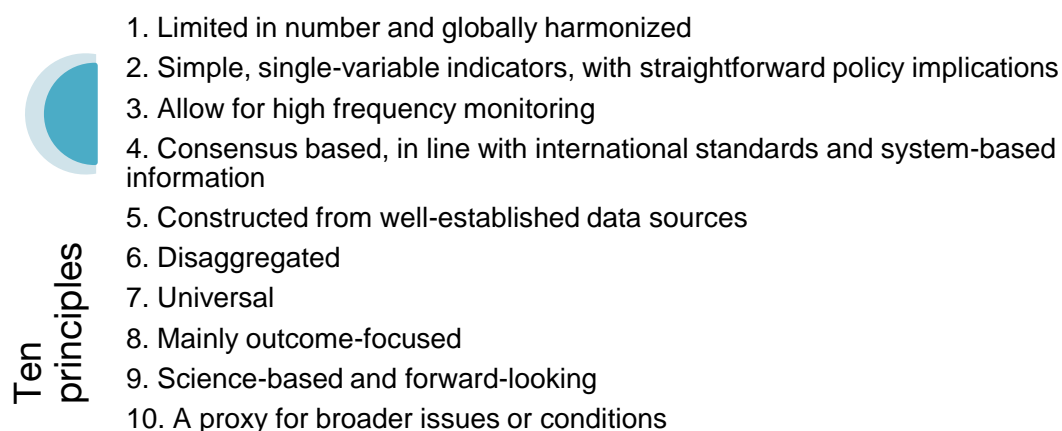 1. Limited in number and globally harmonized
2. Simple, single-variable indicators, with straightforward policy implications
3. Allow for high frequency monitoring
4. Consensus based, in line with international standards and system-based
information
5. Constructed from well-established data sources
6. Disaggregated
7. Universal
8. Mainly outcome-focused
9. Science-based and forward-looking
10. A proxy for broader issues or conditions
Ten
principles